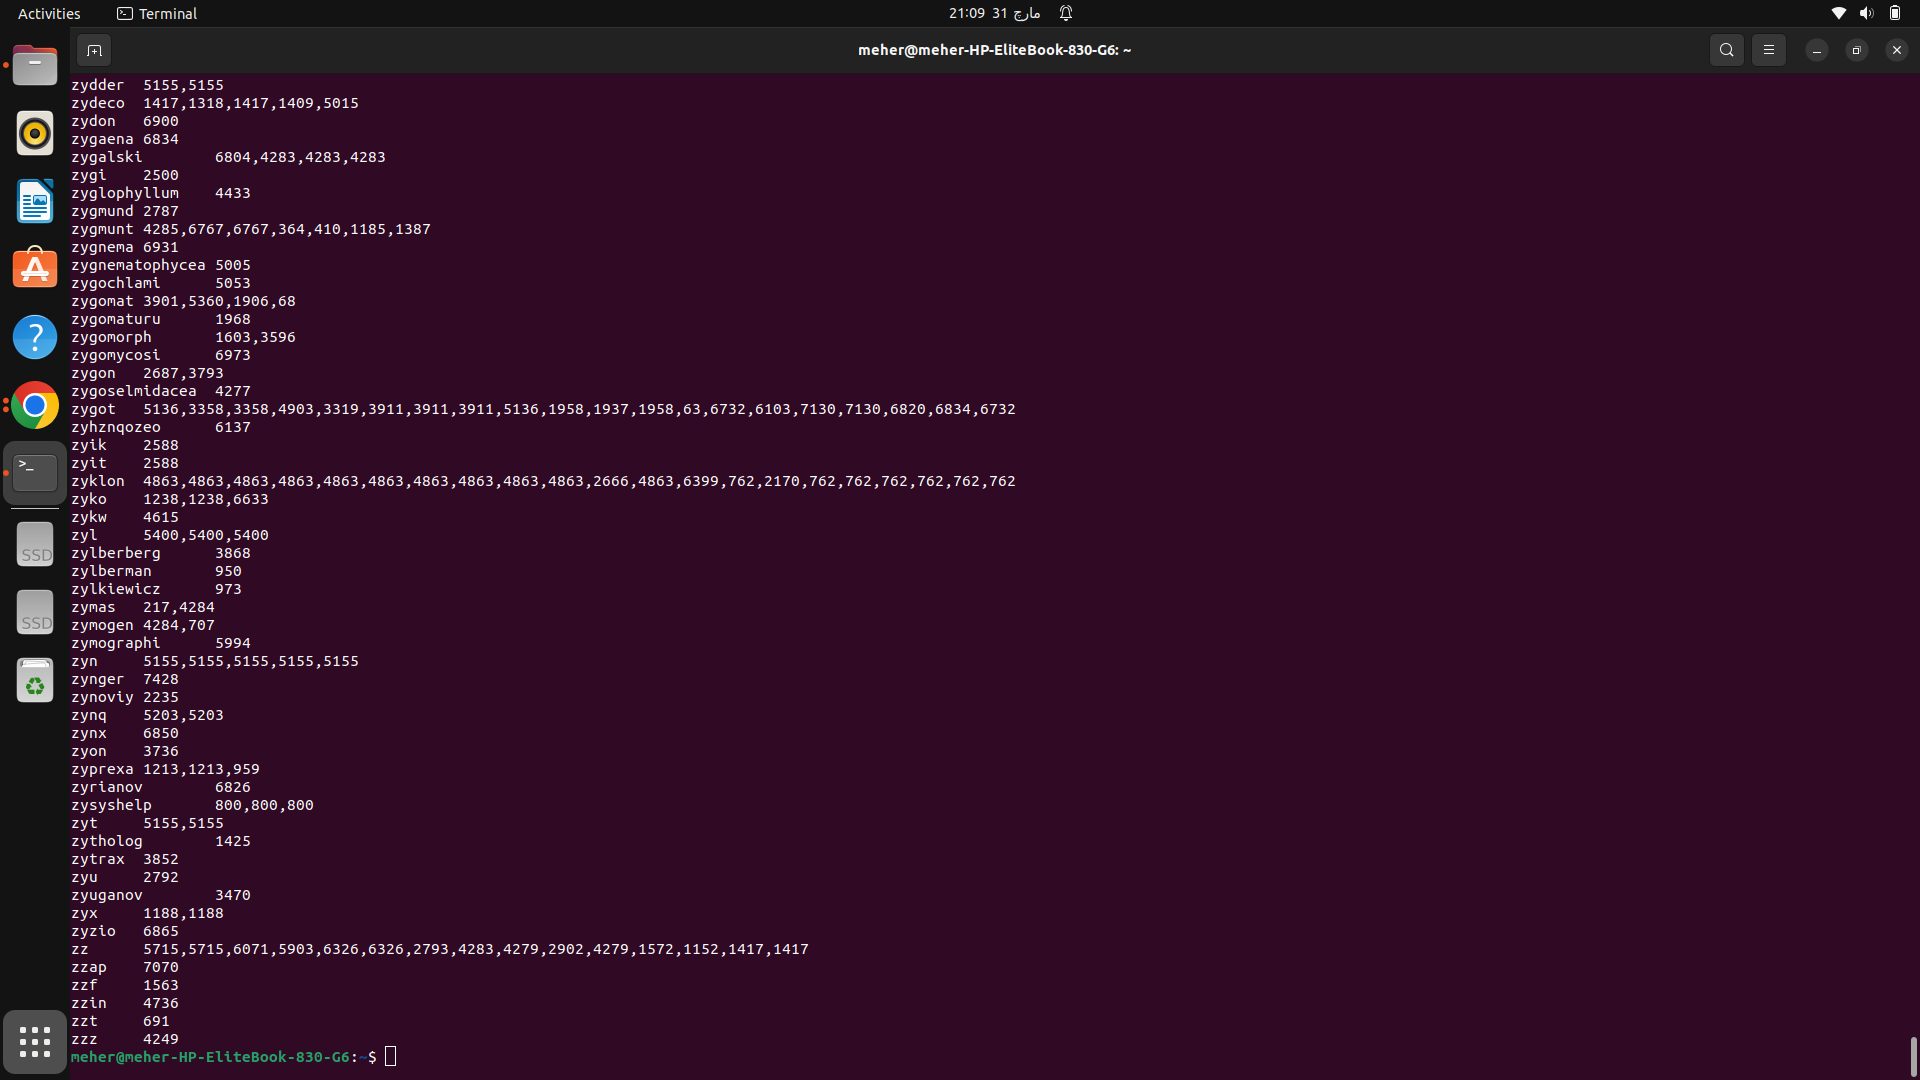 Activities Terminal 21:09 31 مارچ
meher@meher-HP-EliteBook-830-G6: ~
zydder 5155,5155
zydeco 1417,1318,1417,1409,5015
zydon 6900
zygaena 6834
zygalski 6804,4283,4283,4283
zygi 2500
zyglophyllum 4433
zygmund 2787
zygmunt 4285,6767,6767,364,410,1185,1387
zygnema 6931
zygnematophycea 5005
zygochlami 5053
zygomat 3901,5360,1906,68
zygomaturu 1968
zygomorph 1603,3596
zygomycosi 6973
zygon 2687,3793
zygoselmidacea 4277
zygot 5136,3358,3358,4903,3319,3911,3911,3911,5136,1958,1937,1958,63,6732,6103,7130,7130,6820,6834,6732
zyhznqozeo 6137
zyik 2588
zyit 2588
zyklon 4863,4863,4863,4863,4863,4863,4863,4863,4863,4863,2666,4863,6399,762,2170,762,762,762,762,762,762
zyko 1238,1238,6633
zykw 4615
zyl 5400,5400,5400
zylberberg 3868
zylberman 950
zylkiewicz 973
zymas 217,4284
zymogen 4284,707
zymographi 5994
zyn 5155,5155,5155,5155,5155
zynger 7428
zynoviy 2235
zynq 5203,5203
zynx 6850
zyon 3736
zyprexa 1213,1213,959
zyrianov 6826
zysyshelp 800,800,800
zyt 5155,5155
zytholog 1425
zytrax 3852
zyu 2792
zyuganov 3470
zyx 1188,1188
zyzio 6865
zz 5715,5715,6071,5903,6326,6326,2793,4283,4279,2902,4279,1572,1152,1417,1417
zzap 7070
zzf 1563
zzin 4736
zzt 691
zzz 4249
meher@meher-HP-EliteBook-830-G6:~$
SSD
SSD